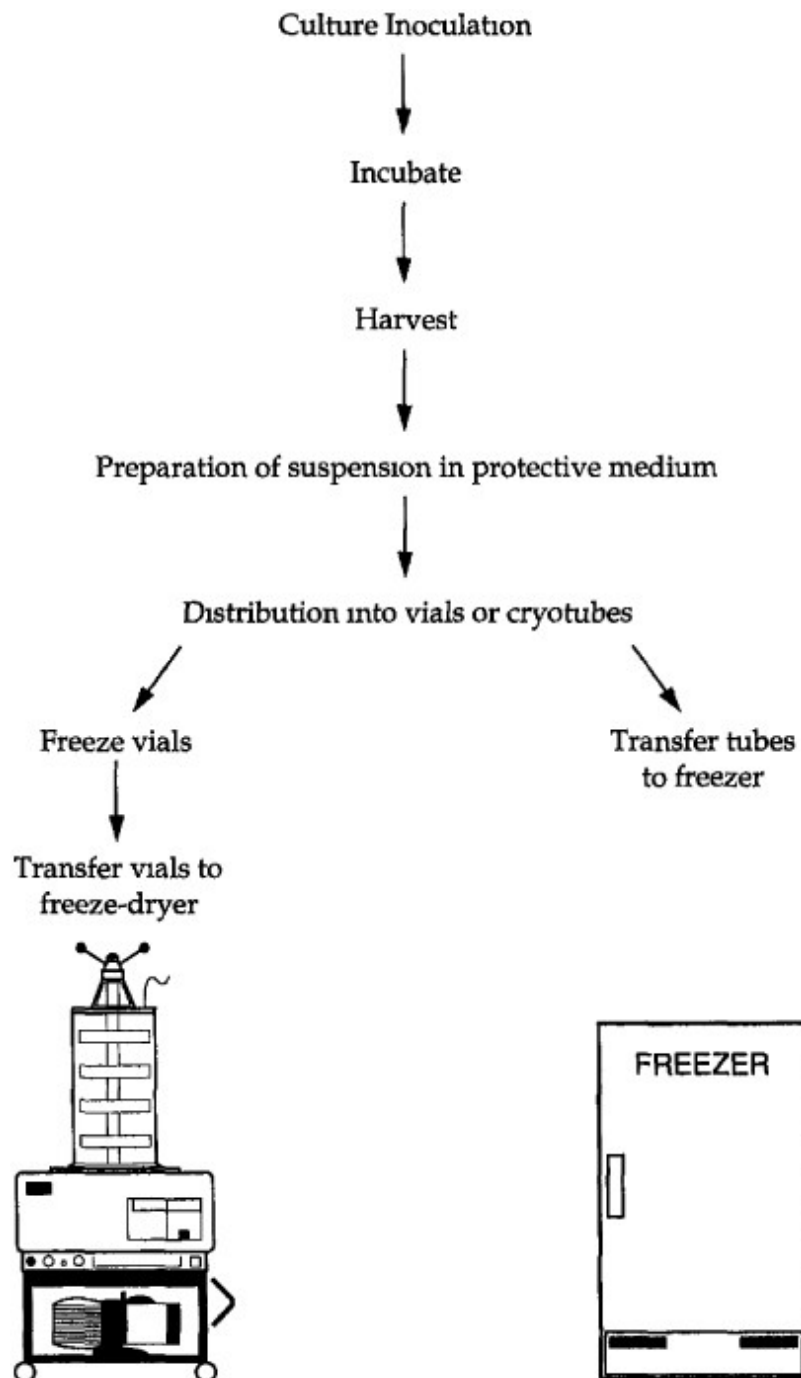 Culture Inoculation
Incubate
Harvest
Preparation of suspension in protective medium
Distribution into vials or cryotubes
Freeze vials
Transfer tubes
to freezer
Transfer vials to
freeze-dryer
FREEZER